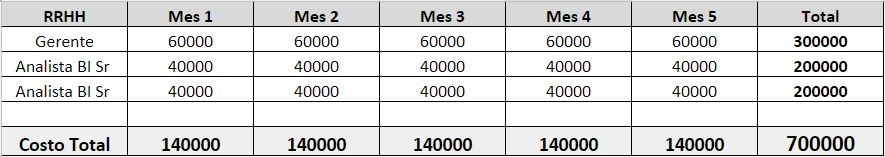 RRHH Mes 1 Mes 2 Mes 3 Mes 4 Mes 5 Total
Gerente 60000 60000 60000 60000 60000 300000
Analista BI Sr 40000 40000 40000 40000 40000 200000
Analista BI Sr 40000 40000 40000 40000 40000 200000
Costo Total 140000 140000 140000 140000 140000 700000